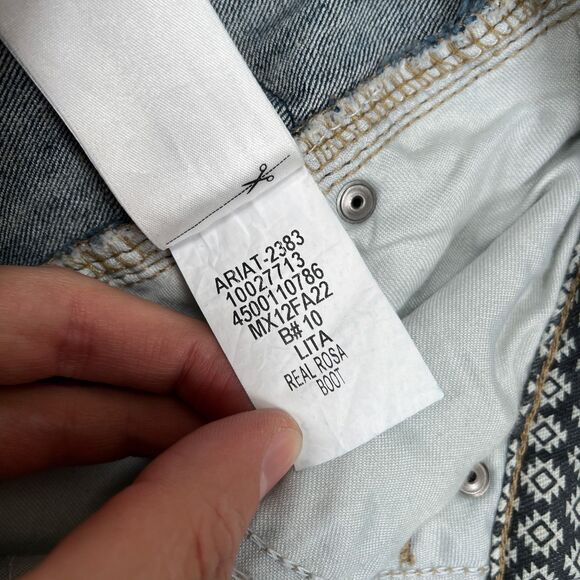 ARIAT-2383
10027713
4500110786
MX12FA22
B# 10
LITA
REAL ROSA
BOOT